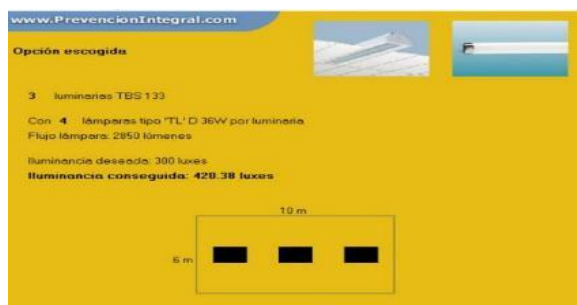 www.PrevencionIntegral.com
Opción escogida
3 luminarias TBS 133
Con 4 lámparas tipo 'TL' D 36W por luminaria
Flujo lámpara: 2850 lúmenes
Iluminancia deseada: 300 luxes
Iluminancia conseguida: 420.38 luxes
10 m
6 m